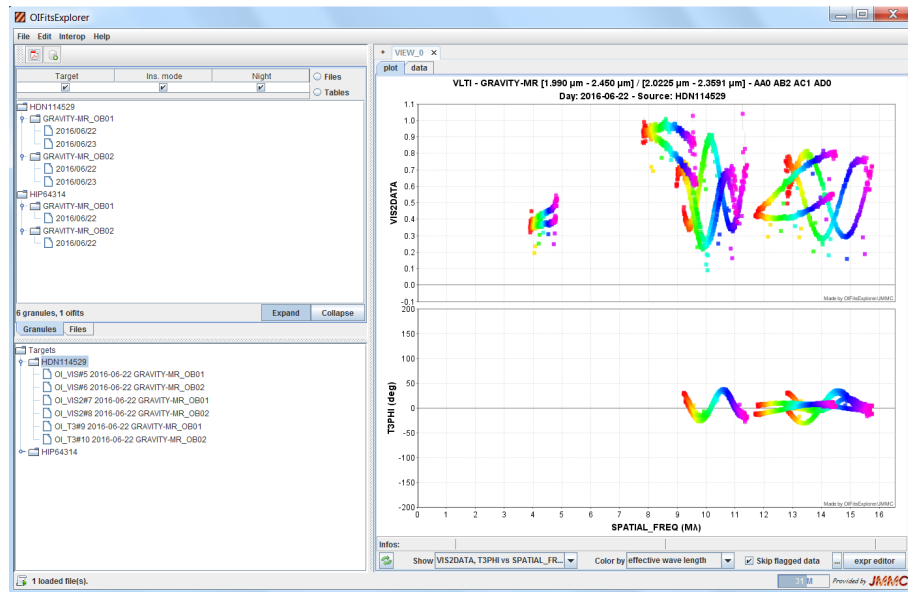 OIFitsExplorer
File Edit Interop Help
Target Ins. mode Night Files
Tables
HDN114529
GRAVITY-MR_OB01
2016/06/22
2016/06/23
GRAVITY-MR_OB02
2016/06/22
2016/06/23
HIP64314
GRAVITY-MR_OB01
2016/06/22
GRAVITY-MR_OB02
2016/06/22
6 granules, 1 oifits Expand Collapse
Granules Files
Targets
HDN114529
OI_VIS#5 2016-06-22 GRAVITY-MR_OB01
OI_VIS#6 2016-06-22 GRAVITY-MR_OB02
OI_VIS2#7 2016-06-22 GRAVITY-MR_OB01
OI_VIS2#8 2016-06-22 GRAVITY-MR_OB02
OI_T3#9 2016-06-22 GRAVITY-MR_OB01
OI_T3#10 2016-06-22 GRAVITY-MR_OB02
HIP64314
1 loaded file(s).
+ VIEW_0 ×
plot data
VLTI - GRAVITY-MR [1.990 µm - 2.450 µm] / [2.0225 µm - 2.3591 µm] - AA0 AB2 AC1 AD0
Day: 2016-06-22 - Source: HDN114529
VIS2DATA
1.1
1.0
0.9
0.8
0.7
0.6
0.5
0.4
0.3
0.2
0.1
0.0
-0.1
Made by OIFitsExplorer/JMMC
T3PHI (deg)
200
150
100
50
0
-50
-100
-150
-200
Made by OIFitsExplorer/JMMC
0 1 2 3 4 5 6 7 8 9 10 11 12 13 14 15 16
SPATIAL_FREQ (Mλ)
Infos:
Show VIS2DATA, T3PHI vs SPATIAL_FR... Color by effective wave length Skip flagged data ... expr editor
31 M Provided by JMMC